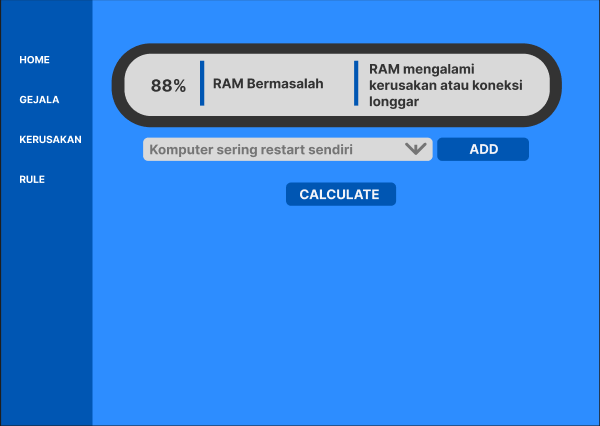 HOME
GEJALA
KERUSAKAN
RULE
88%
RAM Bermasalah
RAM mengalami
kerusakan atau koneksi
longgar
Komputer sering restart sendiri
ADD
CALCULATE